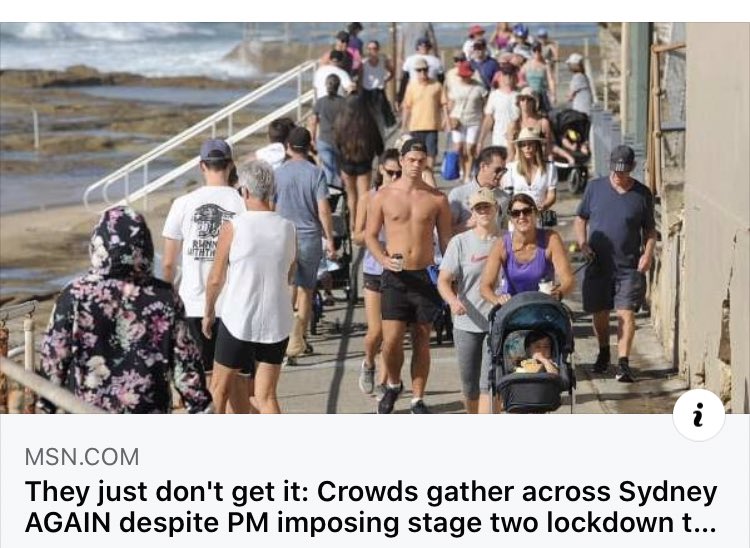 MSN.COM
They just don't get it: Crowds gather across Sydney
AGAIN despite PM imposing stage two lockdown t...